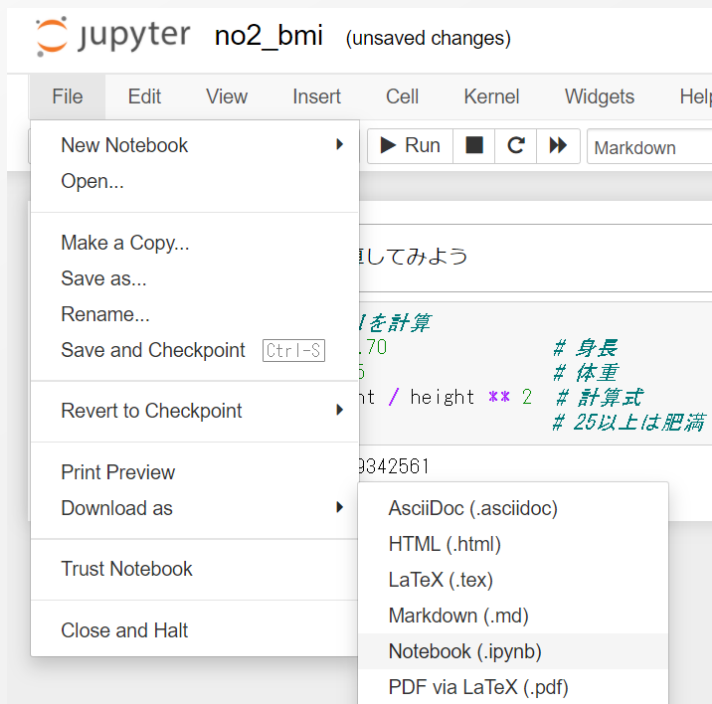 jupyter no2_bmi (unsaved changes)
File Edit View Insert Cell Kernel Widgets
New Notebook
Run
Markdown
Open...
Make a Copy...
してみよう
Save as...
Rename...
を計算
.70 # 身長
Save and Checkpoint Ctrl-S
# 体重
/ height ** 2 # 計算式
Revert to Checkpoint
# 25以上は肥満
Print Preview
9342561
Download as
AsciiDoc (.asciidoc)
HTML (.html)
Trust Notebook
LaTeX (.tex)
Markdown (.md)
Close and Halt
Notebook (.ipynb)
PDF via LaTeX (.pdf)